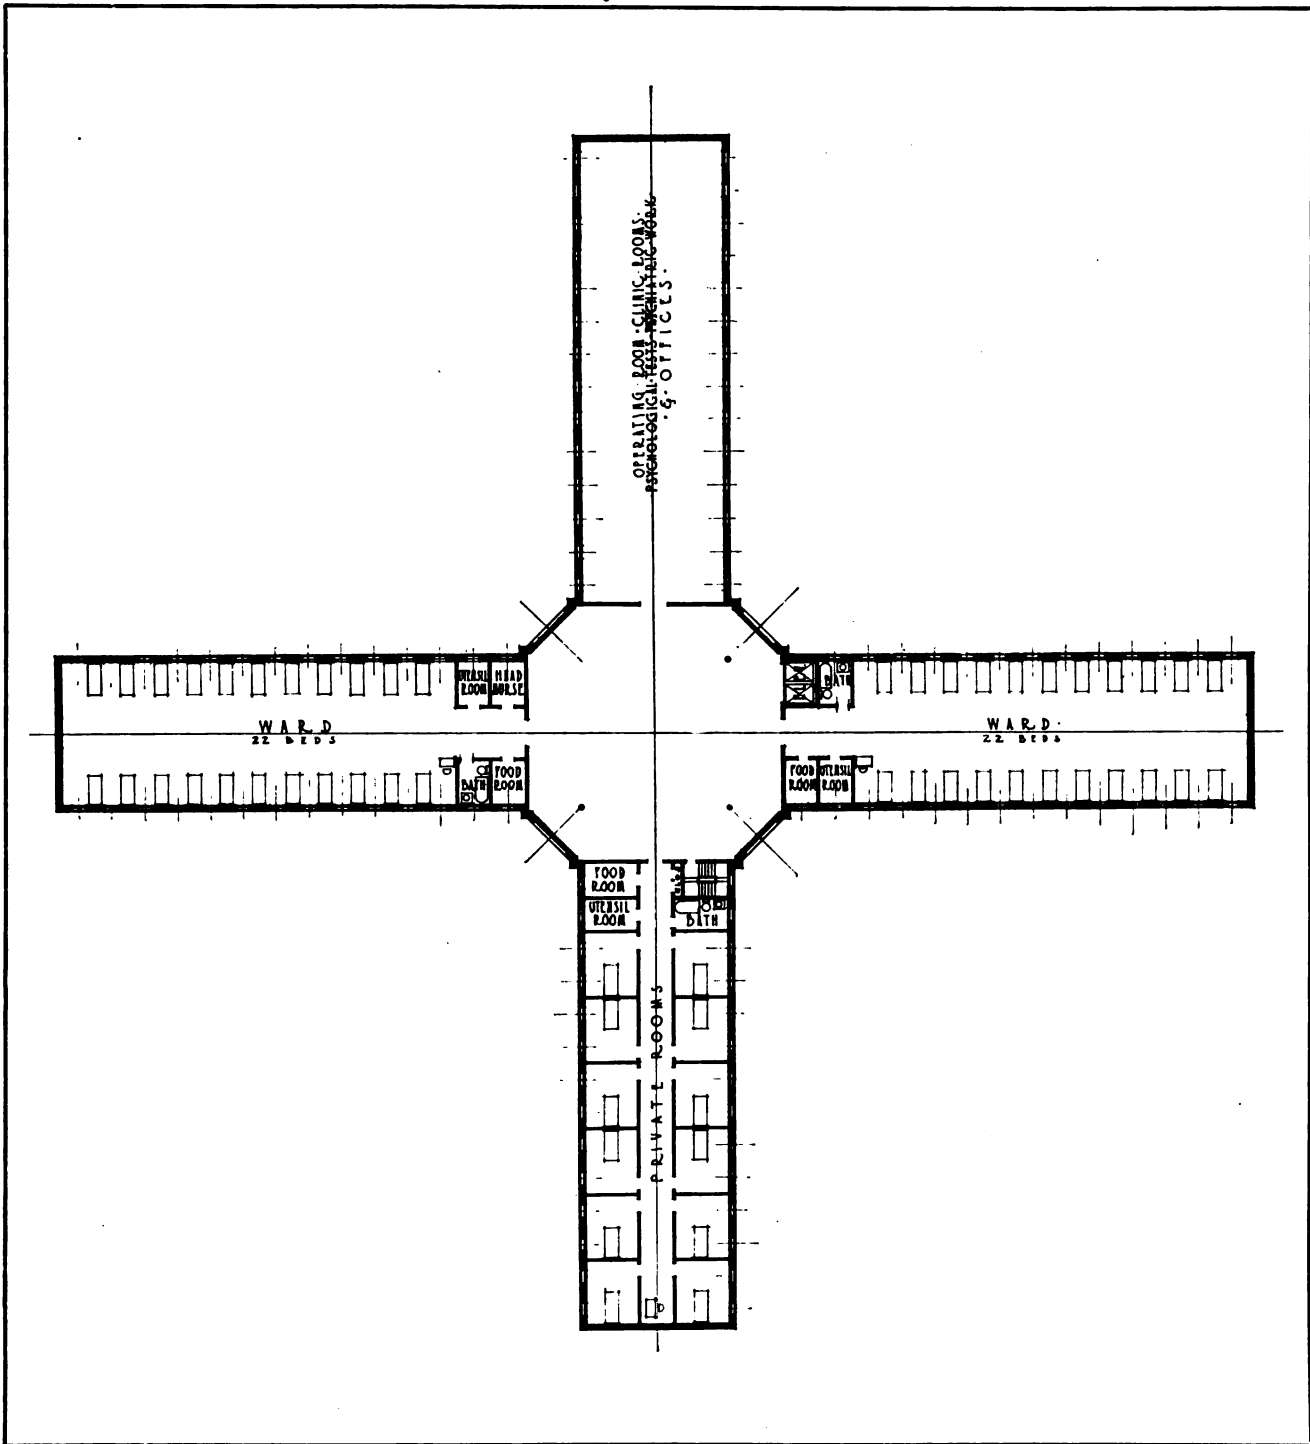 OPERATING ROOM · CLINIC ROOMS ·
PSYCHOLOGICAL · TESTS · PSYCHIATRIC · WORK
· & · OFFICES ·
UTENSIL
ROOM
HEAD
NURSE
WARD
22 BEDS
BATH
FOOD
ROOM
BATH
WARD ·
22 BEDS
FOOD
ROOM
UTENSIL
ROOM
FOOD
ROOM
UTENSIL
ROOM
BATH
PRIVATE ROOMS